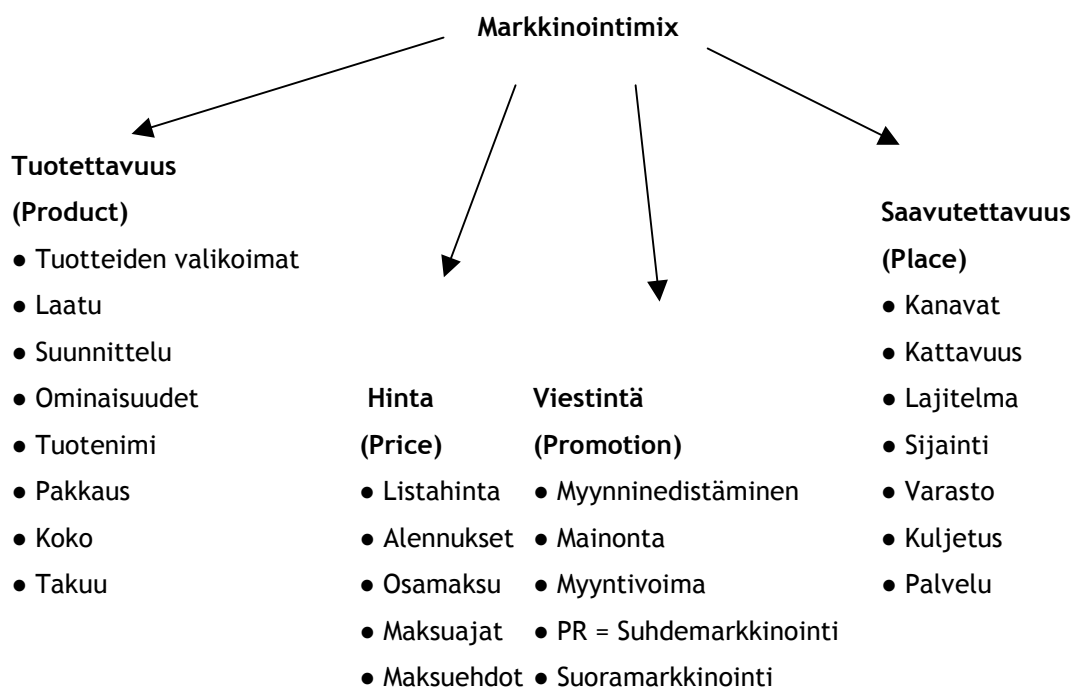 Markkinointimix
Tuotettavuus
(Product)
● Tuotteiden valikoimat
● Laatu
● Suunnittelu
● Ominaisuudet
● Tuotenimi
● Pakkaus
● Koko
● Takuu
Hinta
(Price)
● Listahinta
● Alennukset
● Osamaksu
● Maksuajat
● Maksuehdot
Viestintä
(Promotion)
● Myynninedistäminen
● Mainonta
● Myyntivoima
● PR = Suhdemarkkinointi
● Suoramarkkinointi
Saavutettavuus
(Place)
● Kanavat
● Kattavuus
● Lajitelma
● Sijainti
● Varasto
● Kuljetus
● Palvelu